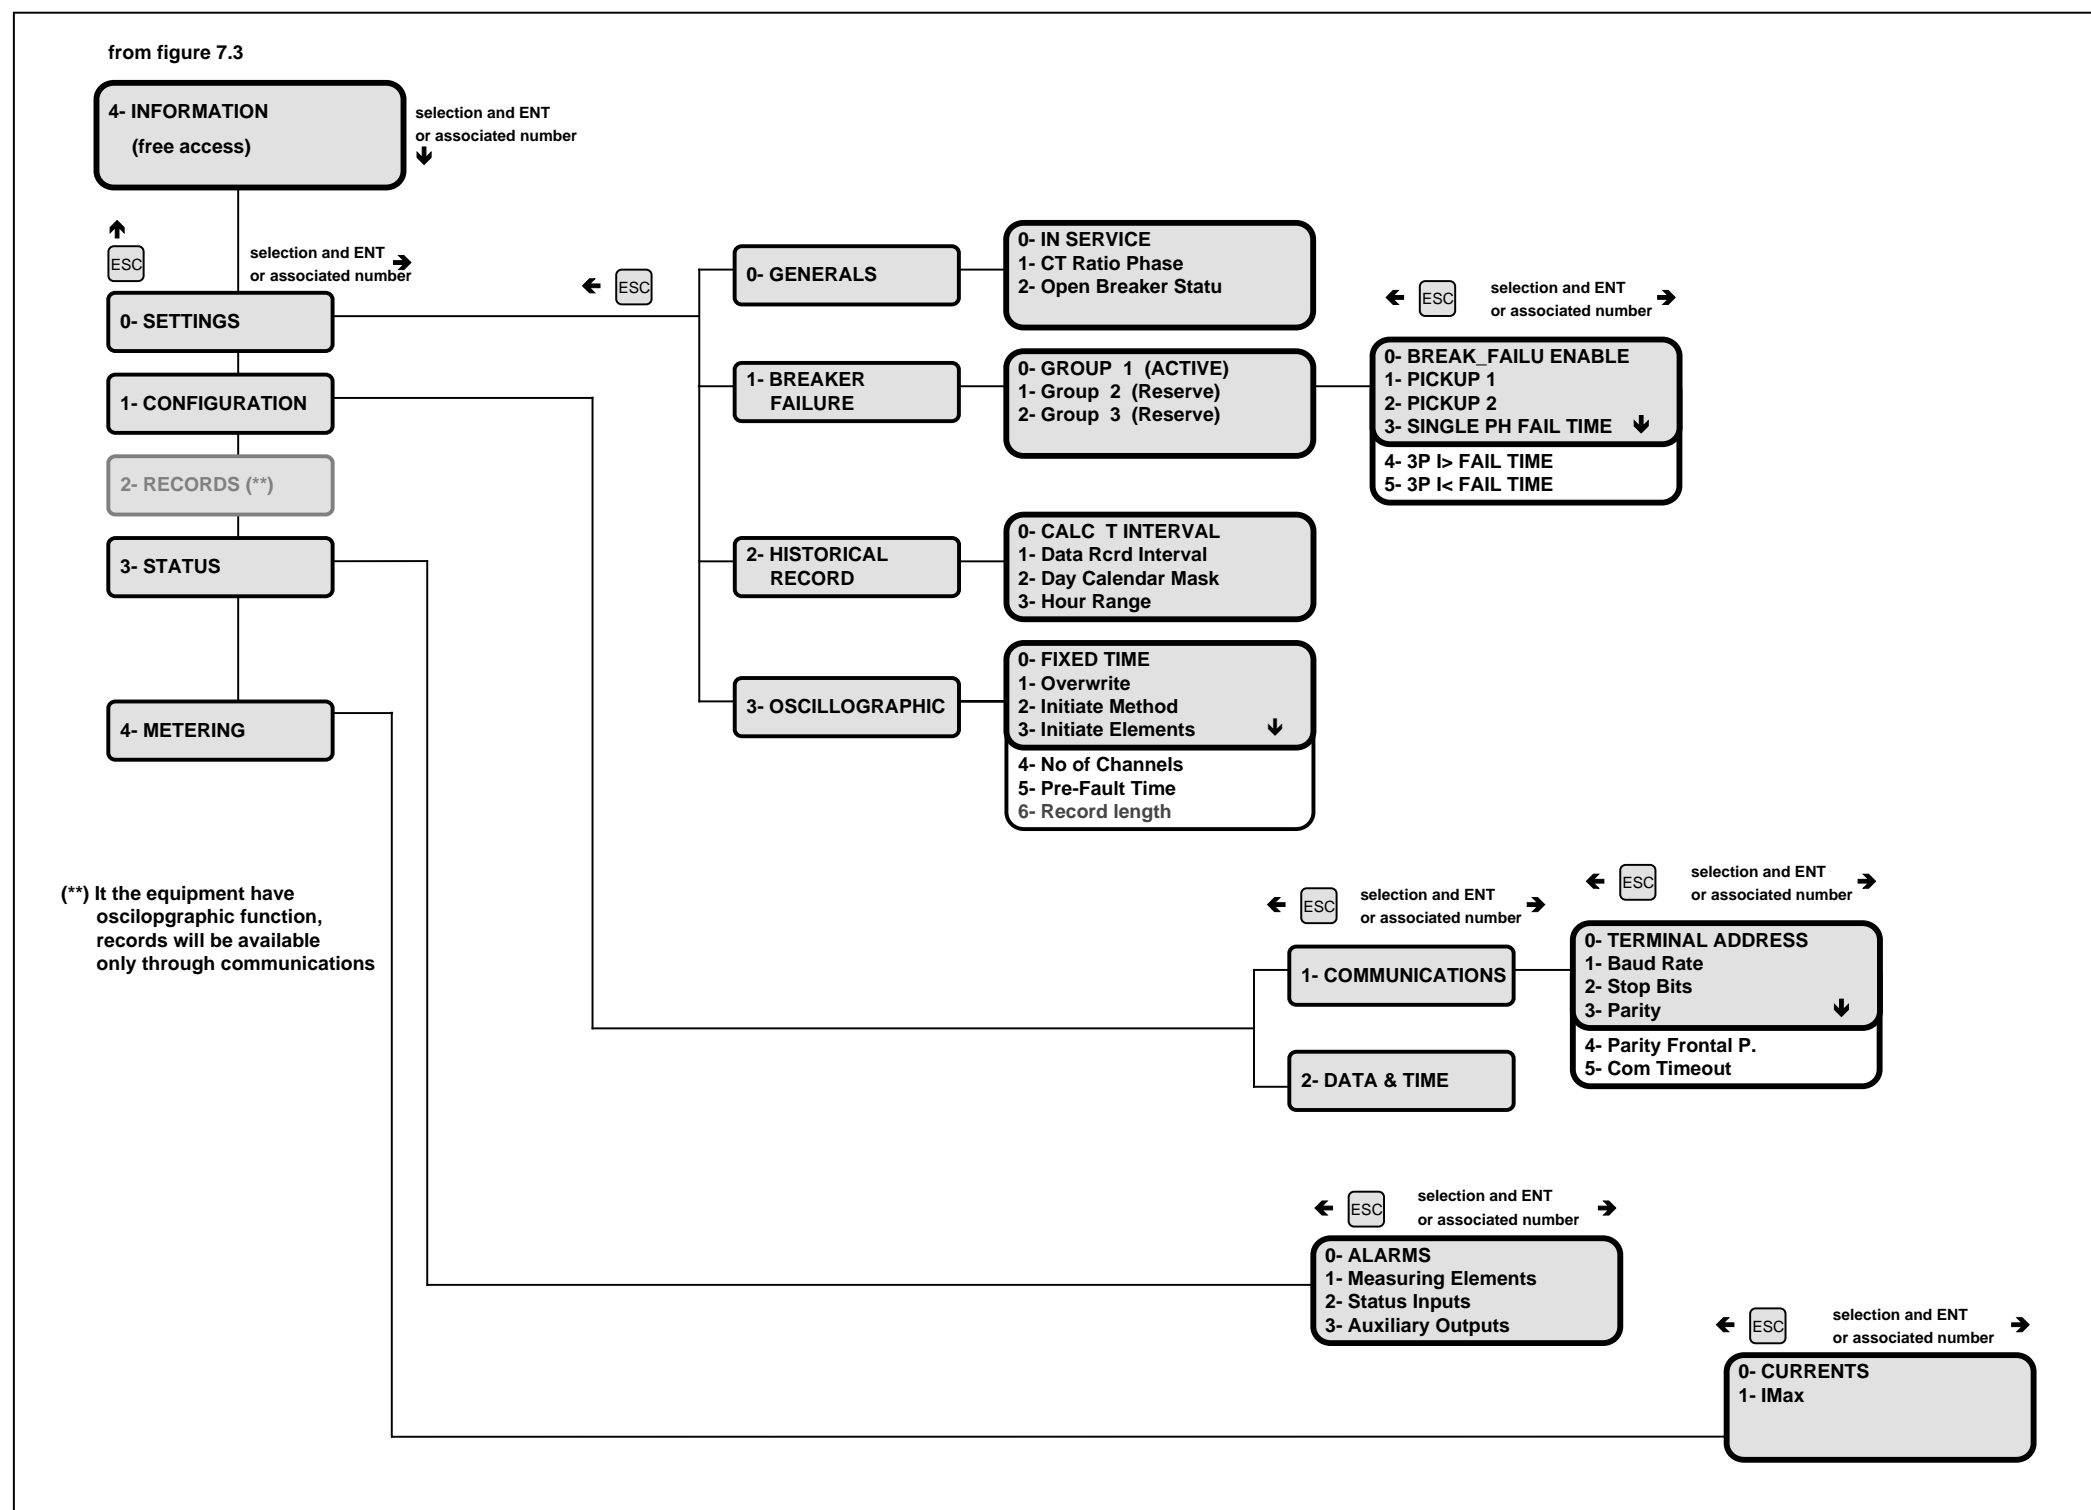 from figure 7.3
4- INFORMATION
(free access)
selection and ENT
or associated number
ESC
selection and ENT
or associated number
0- SETTINGS
1- CONFIGURATION
2- RECORDS (**)
3- STATUS
4- METERING
ESC
0- GENERALS
0- IN SERVICE
1- CT Ratio Phase
2- Open Breaker Statu
1- BREAKER
FAILURE
0- GROUP  1  (ACTIVE)
1- Group  2  (Reserve)
2- Group  3  (Reserve)
ESC
selection and ENT
or associated number
0- BREAK_FAILU ENABLE
1- PICKUP 1
2- PICKUP 2
3- SINGLE PH FAIL TIME
4- 3P I> FAIL TIME
5- 3P I< FAIL TIME
2- HISTORICAL
RECORD
0- CALC  T INTERVAL
1- Data Rcrd Interval
2- Day Calendar Mask
3- Hour Range
3- OSCILLOGRAPHIC
0- FIXED TIME
1- Overwrite
2- Initiate Method
3- Initiate Elements
4- No of Channels
5- Pre-Fault Time
6- Record length
(**) It the equipment have
oscilopgraphic function,
records will be available
only through communications
ESC
selection and ENT
or associated number
1- COMMUNICATIONS
2- DATA & TIME
ESC
selection and ENT
or associated number
0- TERMINAL ADDRESS
1- Baud Rate
2- Stop Bits
3- Parity
4- Parity Frontal P.
5- Com Timeout
ESC
selection and ENT
or associated number
0- ALARMS
1- Measuring Elements
2- Status Inputs
3- Auxiliary Outputs
ESC
selection and ENT
or associated number
0- CURRENTS
1- IMax